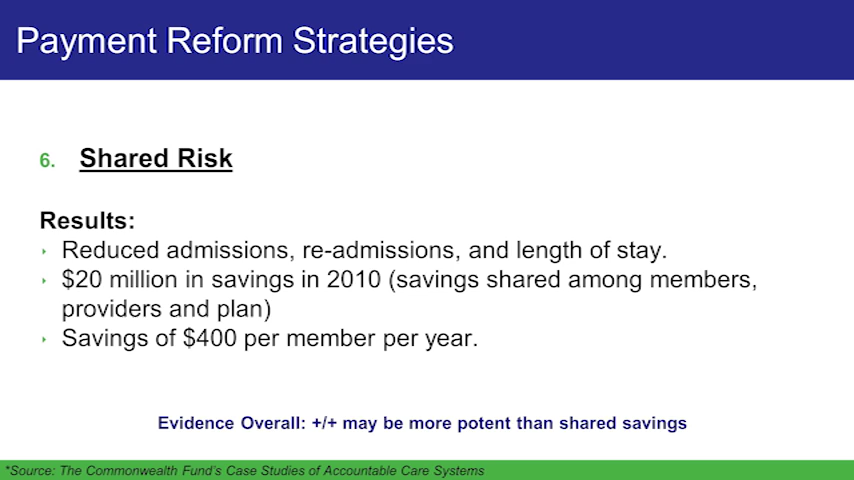 Payment Reform Strategies
6. Shared Risk
Results:
Reduced admissions, re-admissions, and length of stay.
$20 million in savings in 2010 (savings shared among members,
providers and plan)
Savings of $400 per member per year.
Evidence Overall: +/+ may be more potent than shared savings
*Source: The Commonwealth Fund's Case Studies of Accountable Care Systems